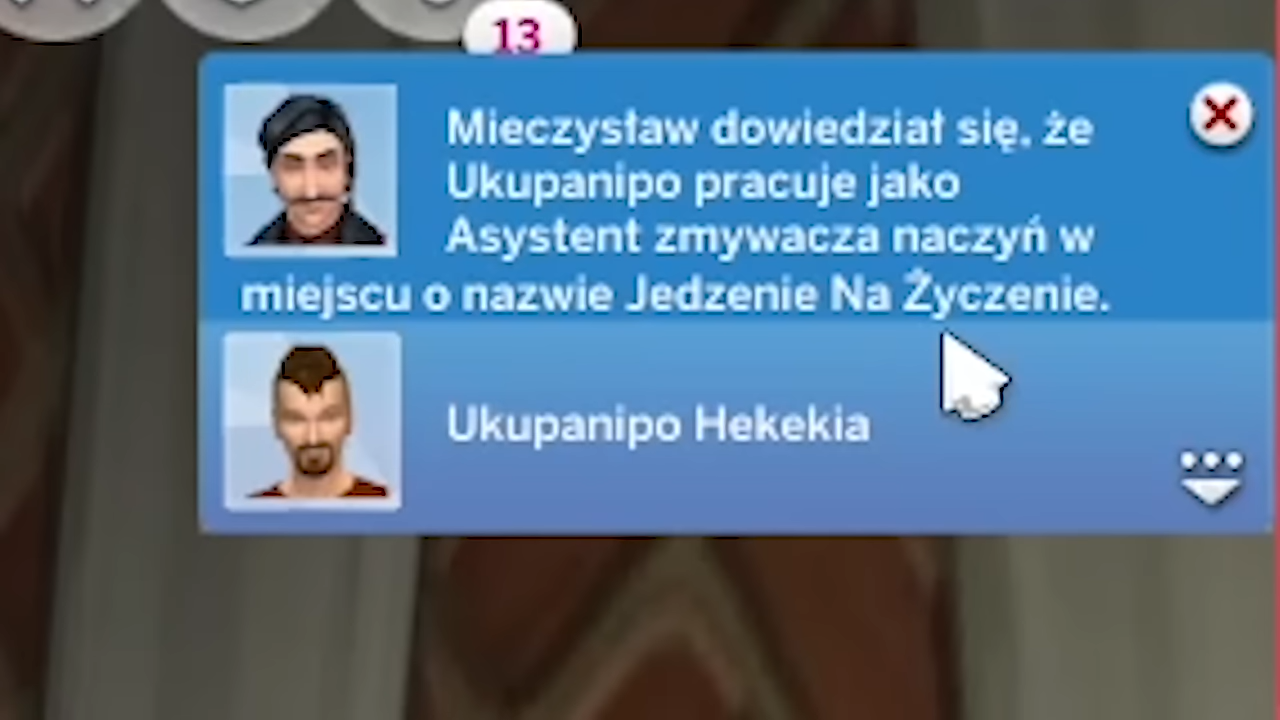 13
Mieczysław dowiedział się, że
Ukupanipo pracuje jako
Asystent zmywacza naczyń w
miejscu o nazwie Jedzenie Na Życzenie.
Ukupanipo Hekekia